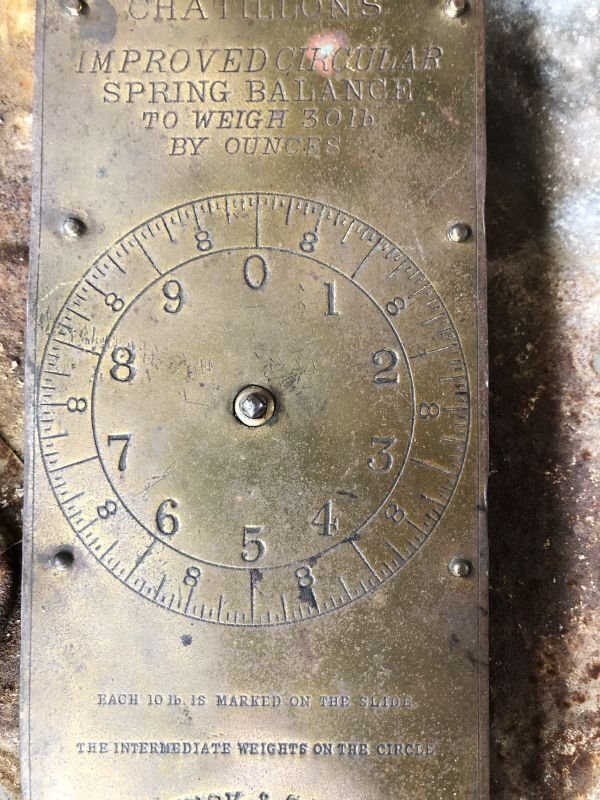 CHATILLON'S
IMPROVED CIRCULAR
SPRING BALANCE
TO WEIGH 30 lb
BY OUNCES
8 8
0
9 1
8 8
8 2
8 8
7 3
8 8
6 4
5
8 8
EACH 10 lb. IS MARKED ON THE SLIDE
THE INTERMEDIATE WEIGHTS ON THE CIRCLE